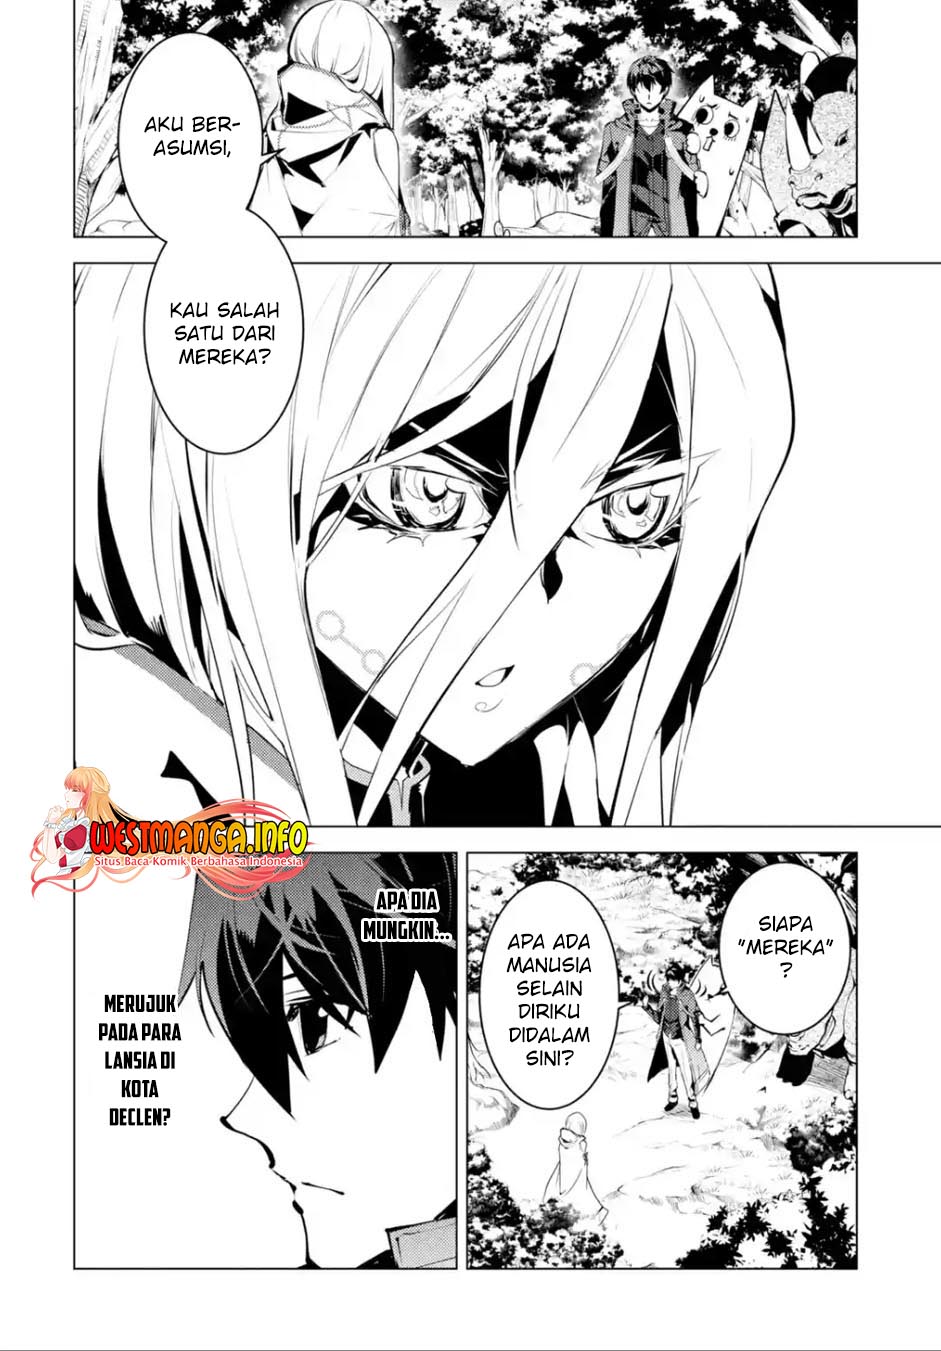 AKU BER-
ASUMSI,
KAU SALAH
SATU DARI
MEREKA?
WESTMANGA.INFO
Situs Baca Komik Berbahasa Indonesia
SIAPA
"MEREKA"
?
APA ADA
MANUSIA
SELAIN
DIRIKU
DIDALAM
SINI?
APA DIA
MUNGKIN...
MERUJUK
PADA PARA
LANSIA DI
KOTA
DECLEN?